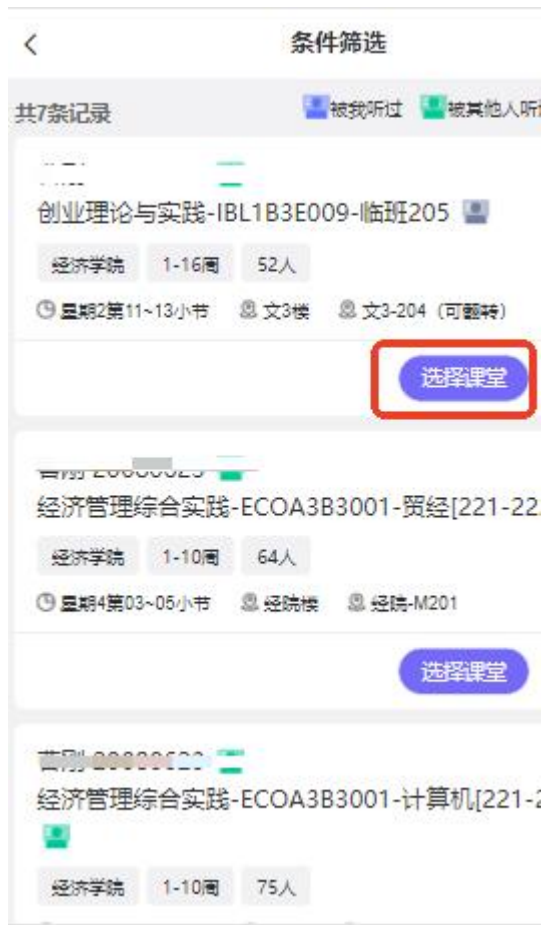 条件筛选
共7条记录 被我听过 被其他人听
创业理论与实践-IBL1B3E009-临班205
经济学院 1-16周 52人
星期2第11~13小节 文3楼 文3-204（可翻转）
选择课堂
经济管理综合实践-ECOA3B3001-贸经[221-22
经济学院 1-10周 64人
星期4第03~05小节 经院楼 经院-M201
选择课堂
经济管理综合实践-ECOA3B3001-计算机[221-2
经济学院 1-10周 75人